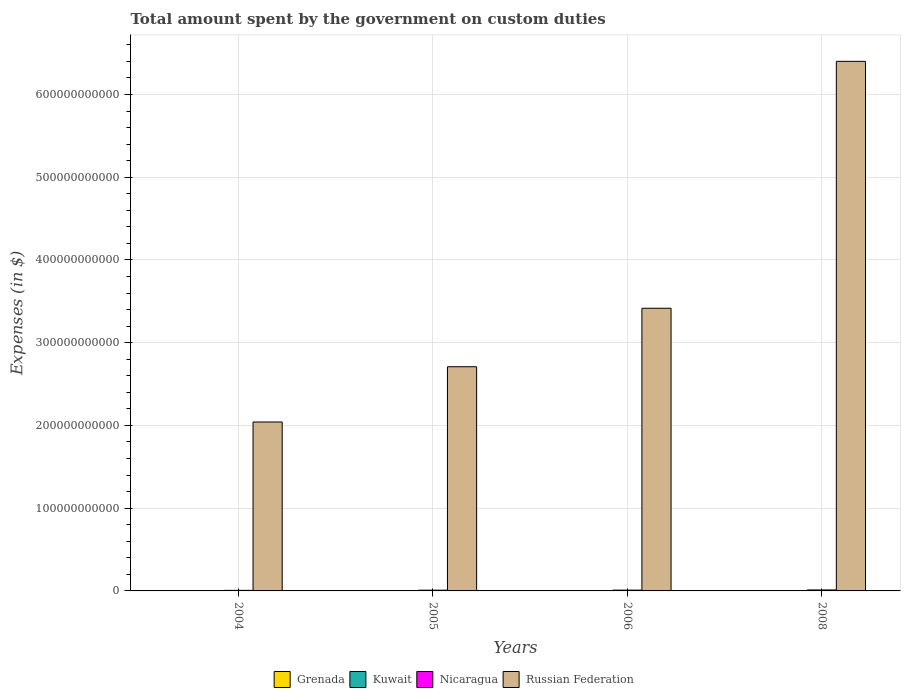 Total amount spent by the government on custom duties
Expenses (in $)
600000000000
500000000000
400000000000
300000000000
200000000000
100000000000
0
2004
2005
2006
2008
Years
Grenada
Kuwait
Nicaragua
Russian Federation